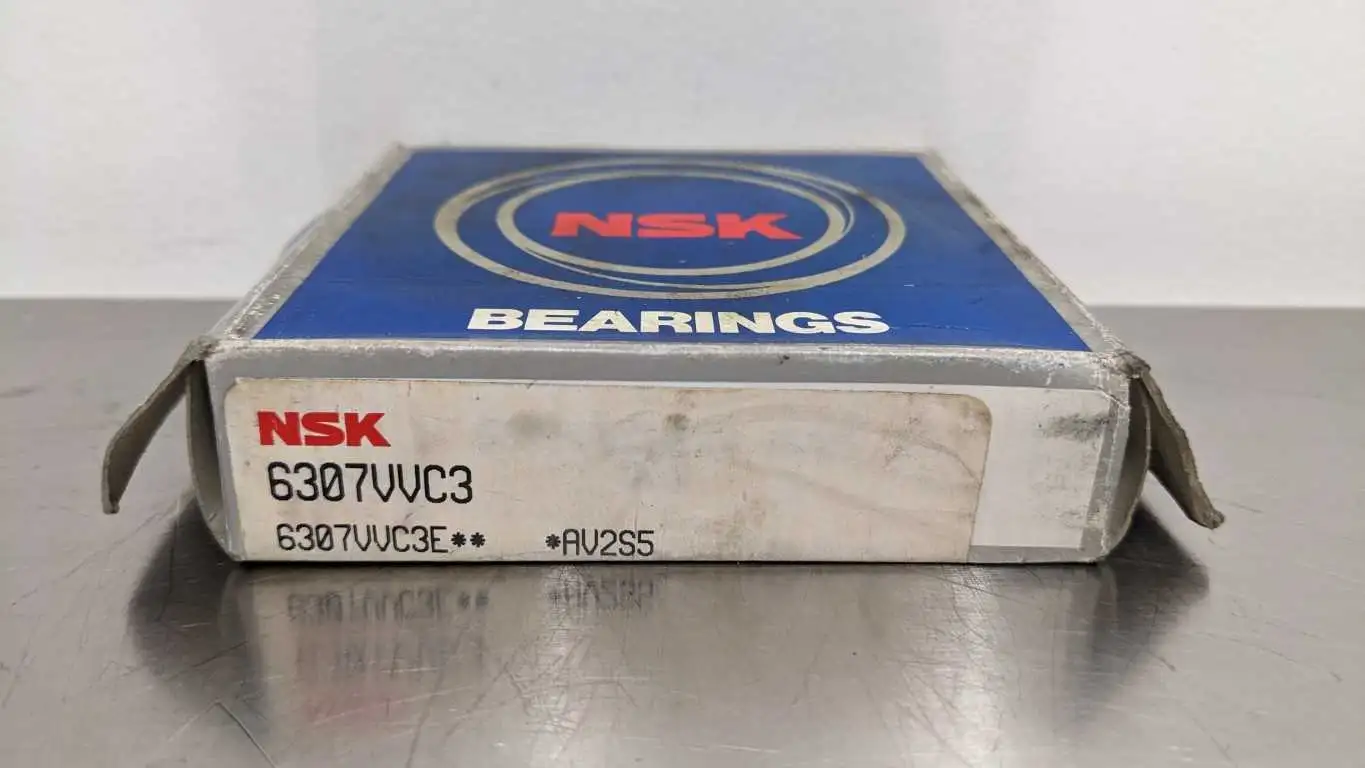 NSK
BEARINGS
NSK
6307VVC3
6307VVC3E** *AV2S5